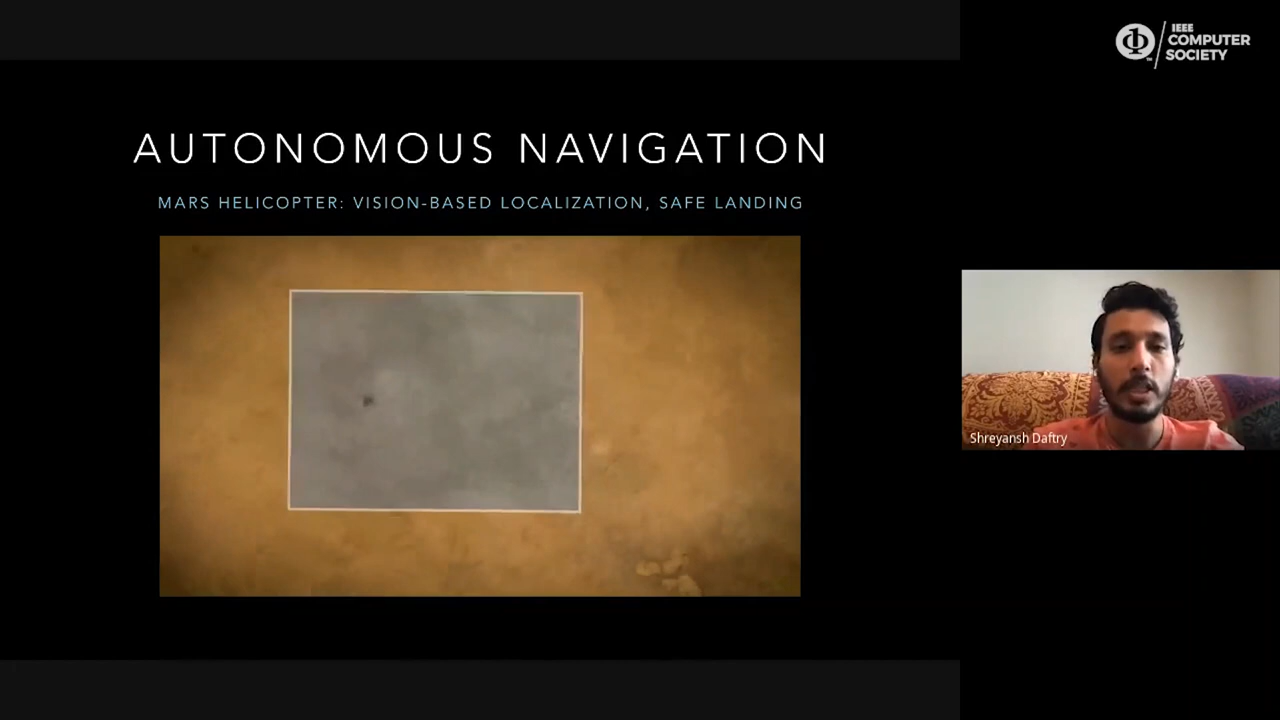 IEEE
COMPUTER
SOCIETY
AUTONOMOUS NAVIGATION
MARS HELICOPTER: VISION-BASED LOCALIZATION, SAFE LANDING
Shreyansh Daftry